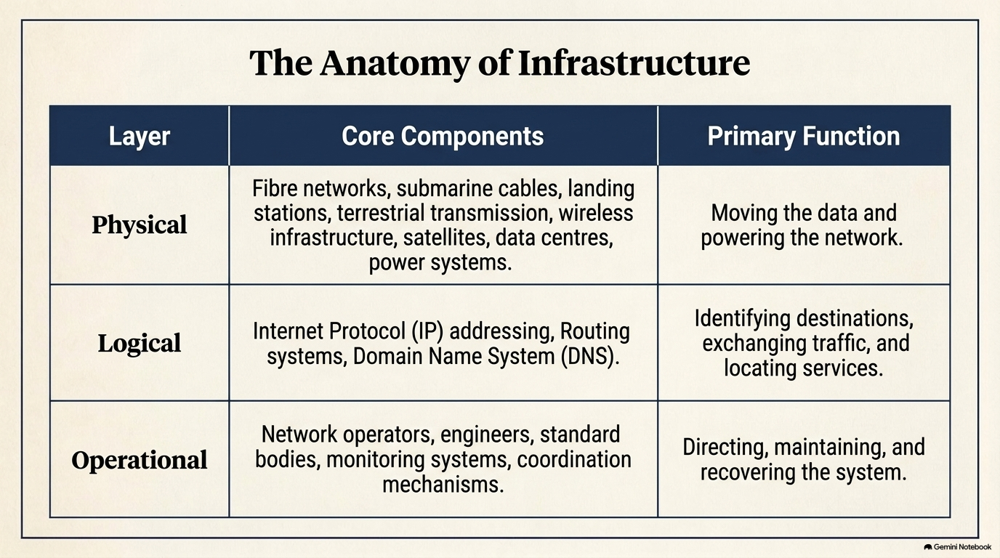 The Anatomy of Infrastructure
Layer
Core Components
Primary Function
Physical
Fibre networks, submarine cables, landing
stations, terrestrial transmission, wireless
infrastructure, satellites, data centres,
power systems.
Moving the data and
powering the network.
Logical
Internet Protocol (IP) addressing, Routing
systems, Domain Name System (DNS).
Identifying destinations,
exchanging traffic, and
locating services.
Operational
Network operators, engineers, standard
bodies, monitoring systems, coordination
mechanisms.
Directing, maintaining, and
recovering the system.
Gemini Notebook